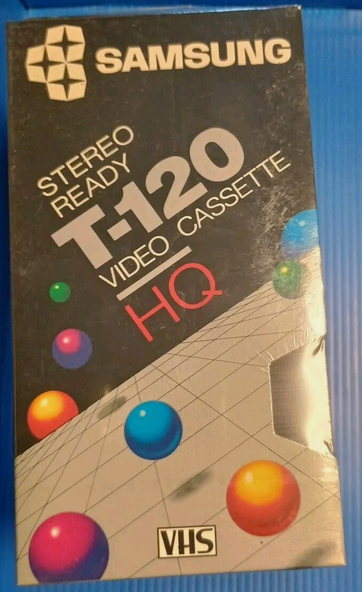 SAMSUNG
STEREO
READY
T-120
VIDEO CASSETTE
HQ
VHS